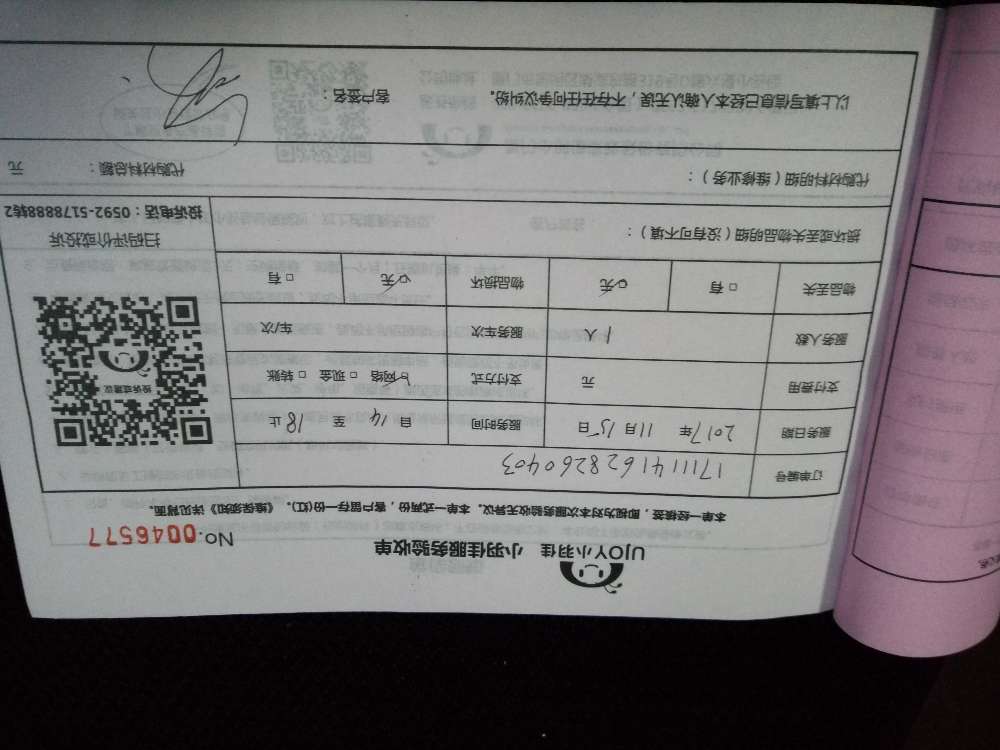 UJOY小羽佳 小羽佳服务验收单
No. 0046577
本单一经核签，即视为对本次服务验收无异议。本单一式两份，客户留存一份(红)。《维保须知》详见背面。
订单编号 1711141628260403
服务日期 2017年 11月 15日 服务时间 自 14 至 18 止
支付费用 元 支付方式 ☑网络 □ 现金 □ 转账
服务人数 1 人 服务车次 车/次
物品丢失 □ 有 ☑无 物品损坏 ☑无 □ 有
投诉或建议
扫码评价或投诉
投诉电话：0592-5178888转2
损坏或丢失物品明细（没有可不填）：
代购材料明细（维修业务）：
代购材料总额： 元
以上填写信息已经本人确认无误，不存在任何争议纠纷。 客户签名：